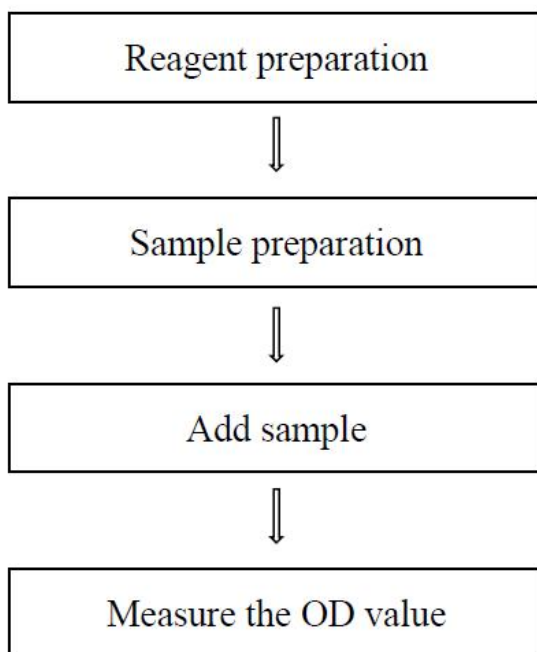 Reagent preparation
Sample preparation
Add sample
Measure the OD value